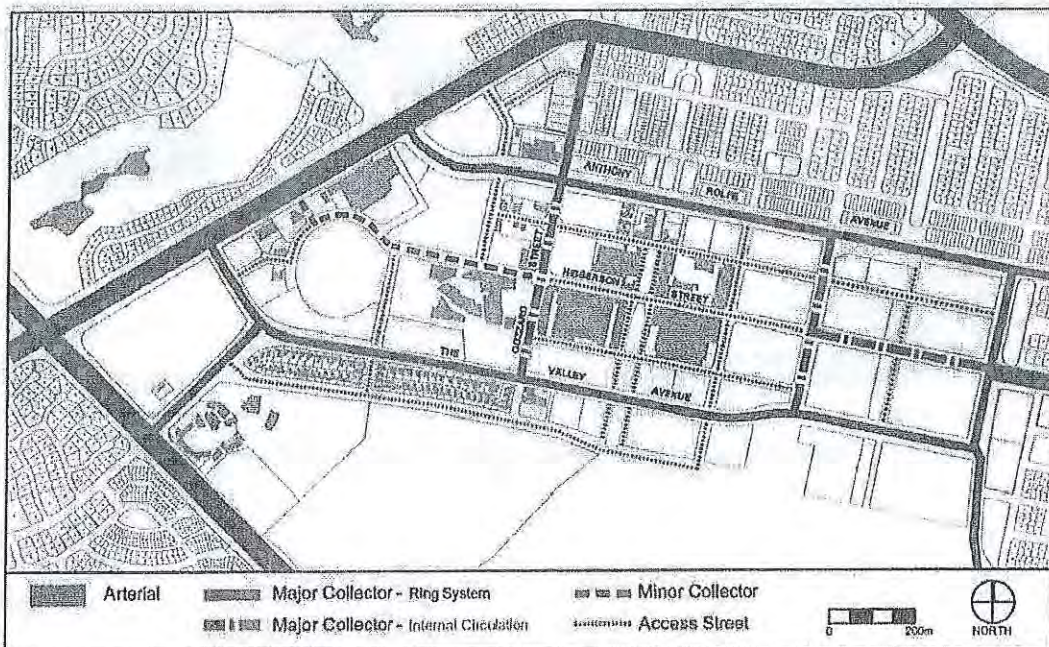 ANTHONY
ROLFE
AVENUE
GOZZARD
STREET
HIBBERSON
STREET
THE
VALLEY
AVENUE
Arterial
Major Collector - Ring System
Minor Collector
Major Collector - Internal Circulation
Access Street
0 200m
NORTH